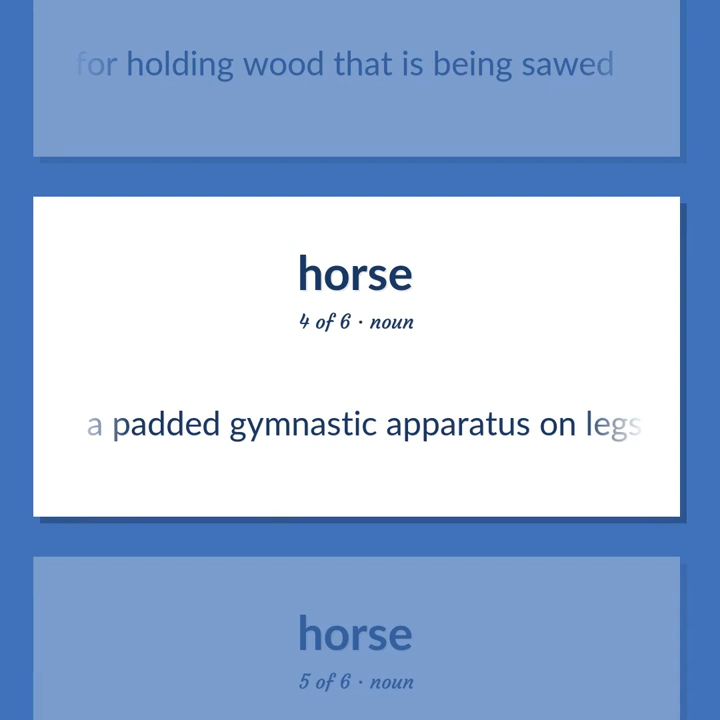 for holding wood that is being sawed
horse
4 of 6 · noun
a padded gymnastic apparatus on legs
horse
5 of 6 · noun